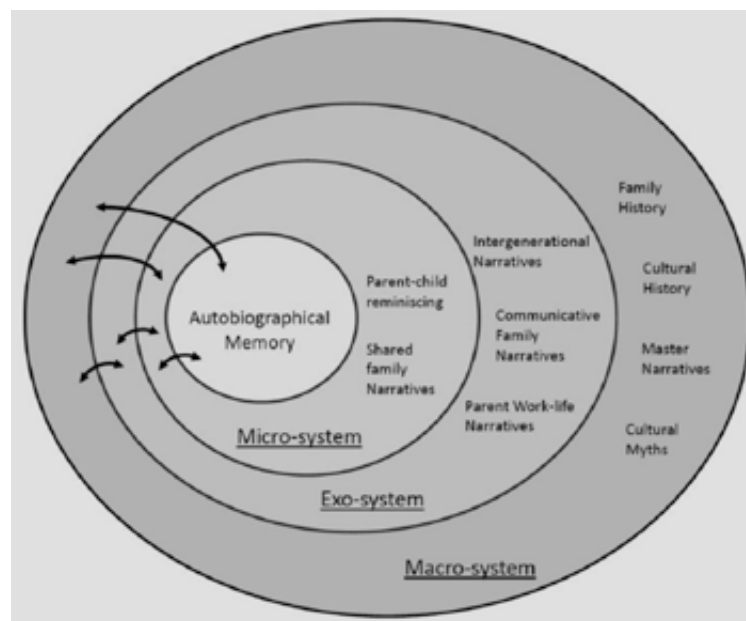 Autobiographical
Memory
Parent-child
reminiscing
Shared
family
Narratives
Micro-system
Intergenerational
Narratives
Communicative
Family
Narratives
Parent Work-life
Narratives
Exo-system
Family
History
Cultural
History
Master
Narratives
Cultural
Myths
Macro-system